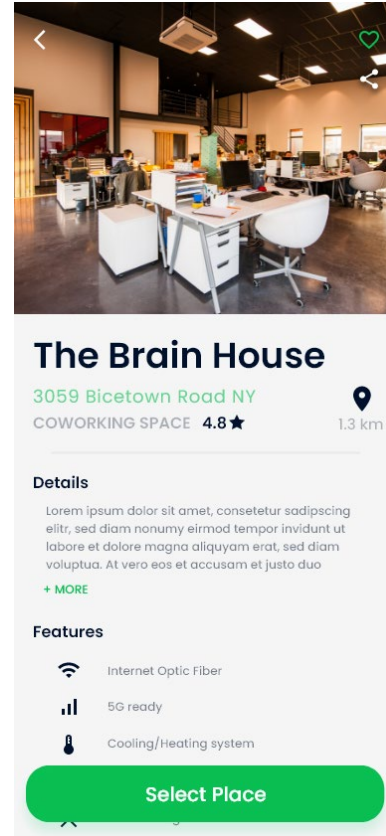 The Brain House
3059 Bicetown Road NY
COWORKING SPACE 4.8
1.3 km
Details
Lorem ipsum dolor sit amet, consetetur sadipscing
elitr, sed diam nonumy eirmod tempor invidunt ut
labore et dolore magna aliquyam erat, sed diam
voluptua. At vero eos et accusam et justo duo
+ MORE
Features
Internet Optic Fiber
5G ready
Cooling/Heating system
Select Place